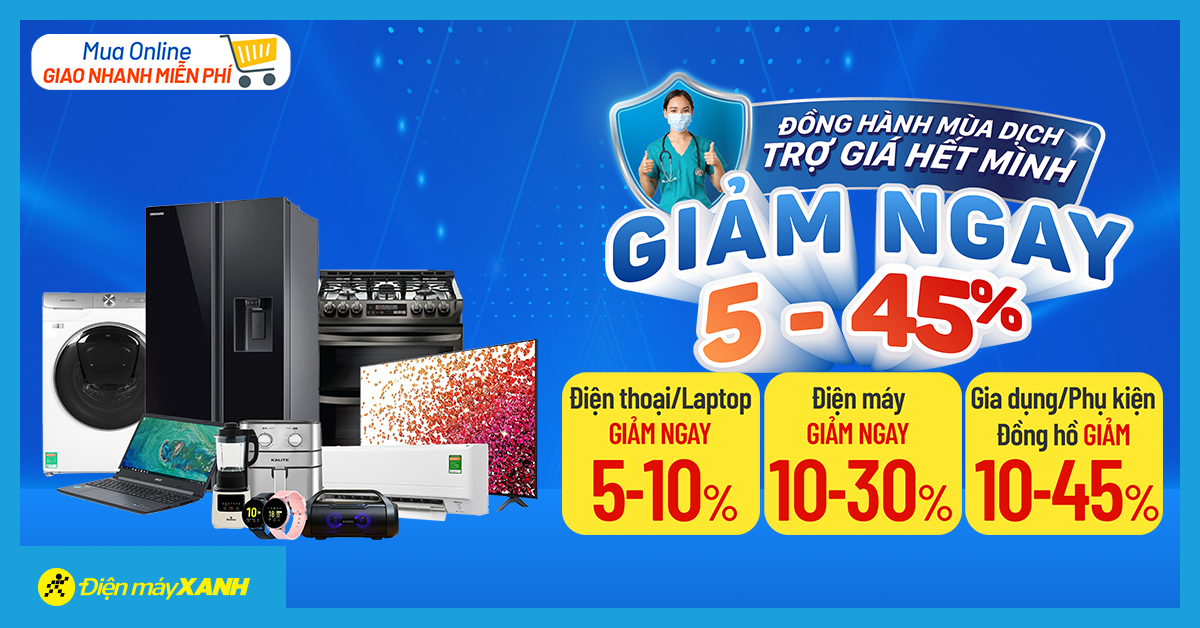 Mua Online
GIAO NHANH MIỄN PHÍ
ĐỒNG HÀNH MÙA DỊCH
TRỢ GIÁ HẾT MÌNH
GIẢM NGAY
5 - 45%
Điện thoại/Laptop
GIẢM NGAY
5-10%
Điện máy
GIẢM NGAY
10-30%
Gia dụng/Phụ kiện
Đồng hồ GIẢM
10-45%
KALITE
acer
Điện máy XANH